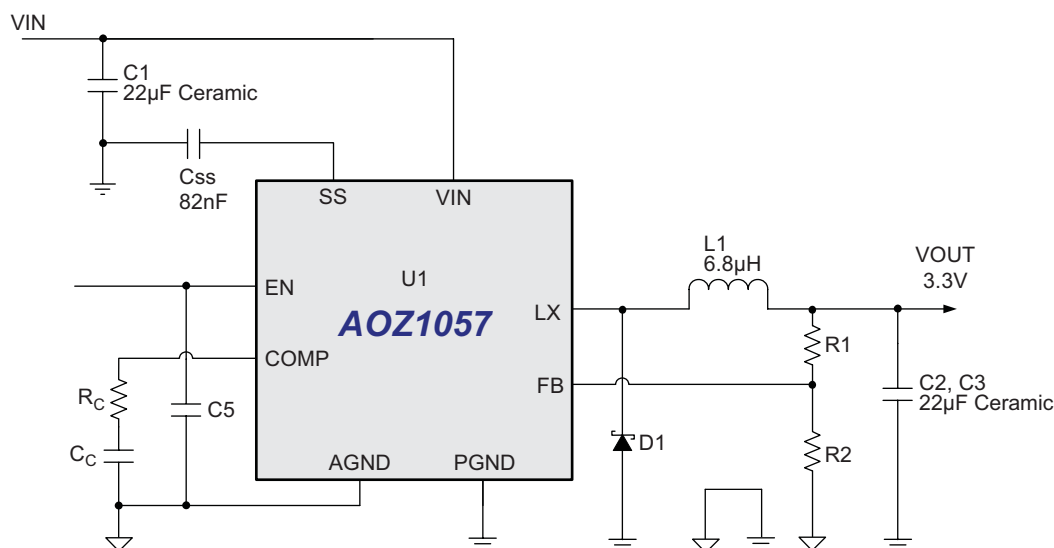 VIN
C1
22µF Ceramic
Css
82nF
SS
VIN
U1
AOZ1057
EN
COMP
LX
FB
AGND
PGND
RC
CC
C5
L1
6.8µH
VOUT
3.3V
R1
R2
D1
C2, C3
22µF Ceramic